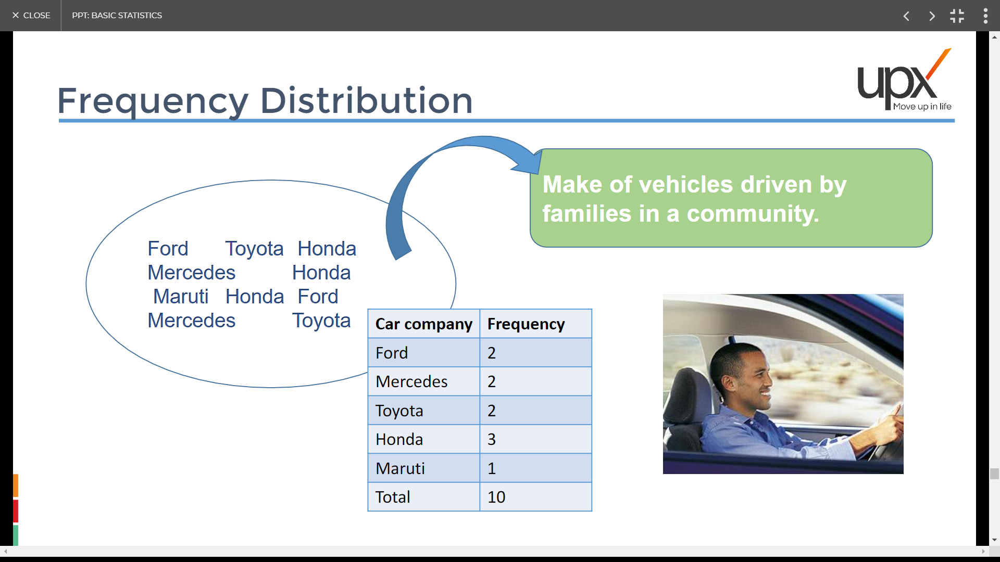 CLOSE
PPT: BASIC STATISTICS
upx
Move up in life
Frequency Distribution
Make of vehicles driven by
families in a community.
Ford Toyota Honda
Mercedes Honda
Maruti Honda Ford
Mercedes Toyota
Car company Frequency
Ford 2
Mercedes 2
Toyota 2
Honda 3
Maruti 1
Total 10